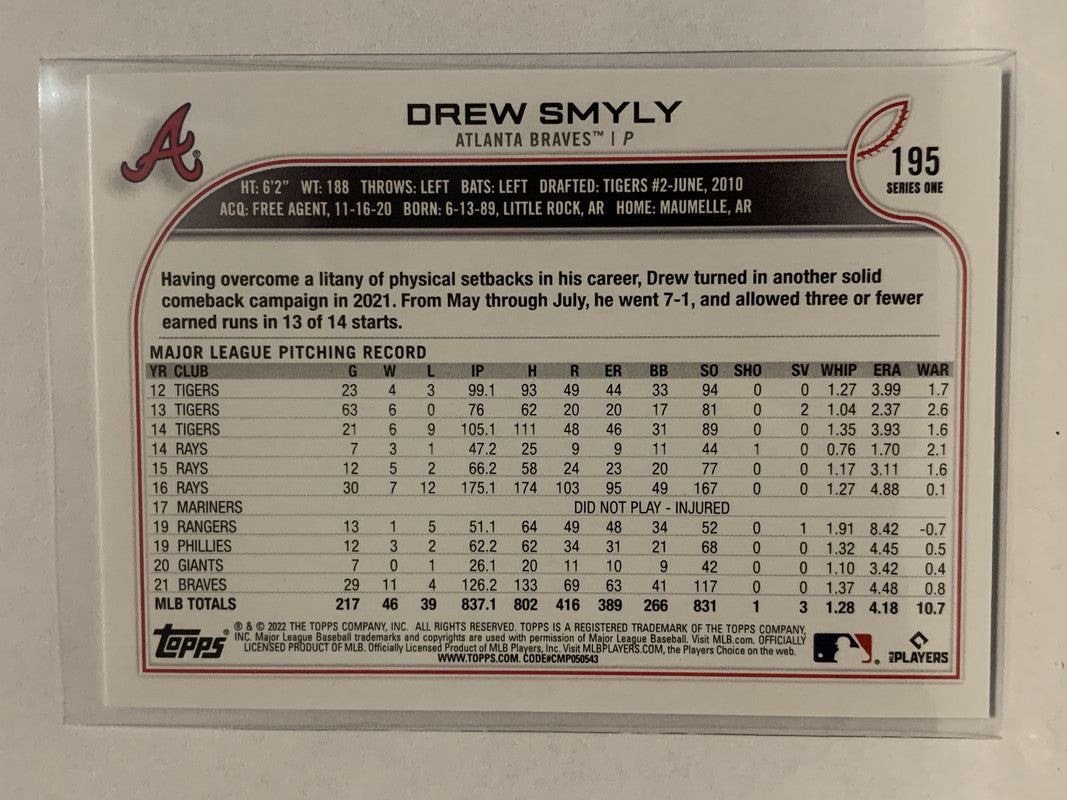 DREW SMYLY
ATLANTA BRAVES™ | P
A®
195
SERIES ONE
HT: 6'2" WT: 188 THROWS: LEFT BATS: LEFT DRAFTED: TIGERS #2-JUNE, 2010
ACQ: FREE AGENT, 11-16-20 BORN: 6-13-89, LITTLE ROCK, AR HOME: MAUMELLE, AR
Having overcome a litany of physical setbacks in his career, Drew turned in another solid
comeback campaign in 2021. From May through July, he went 7-1, and allowed three or fewer
earned runs in 13 of 14 starts.
MAJOR LEAGUE PITCHING RECORD
YR CLUB G W L IP H R ER BB SO SHO SV WHIP ERA WAR
12 TIGERS 23 4 3 99.1 93 49 44 33 94 0 0 1.27 3.99 1.7
13 TIGERS 63 6 0 76 62 20 20 17 81 0 2 1.04 2.37 2.6
14 TIGERS 21 6 9 105.1 111 48 46 31 89 0 0 1.35 3.93 1.6
14 RAYS 7 3 1 47.2 25 9 9 11 44 1 0 0.76 1.70 2.1
15 RAYS 12 5 2 66.2 58 24 23 20 77 0 0 1.17 3.11 1.6
16 RAYS 30 7 12 175.1 174 103 95 49 167 0 0 1.27 4.88 0.1
17 MARINERS DID NOT PLAY - INJURED
19 RANGERS 13 1 5 51.1 64 49 48 34 52 0 1 1.91 8.42 -0.7
19 PHILLIES 12 3 2 62.2 62 34 31 21 68 0 0 1.32 4.45 0.5
20 GIANTS 7 0 1 26.1 20 11 10 9 42 0 0 1.10 3.42 0.4
21 BRAVES 29 11 4 126.2 133 69 63 41 117 0 0 1.37 4.48 0.8
MLB TOTALS 217 46 39 837.1 802 416 389 266 831 1 3 1.28 4.18 10.7
Topps®
® & © 2022 THE TOPPS COMPANY, INC. ALL RIGHTS RESERVED. TOPPS IS A REGISTERED TRADEMARK OF THE TOPPS COMPANY,
INC. Major League Baseball trademarks and copyrights are used with permission of Major League Baseball. Visit MLB.com. OFFICIALLY
LICENSED PRODUCT OF MLB. Officially Licensed Product of MLB Players, Inc. Visit MLBPLAYERS.COM, the Players Choice on the web.
WWW.TOPPS.COM. CODE#CMP050543
MLB PLAYERS